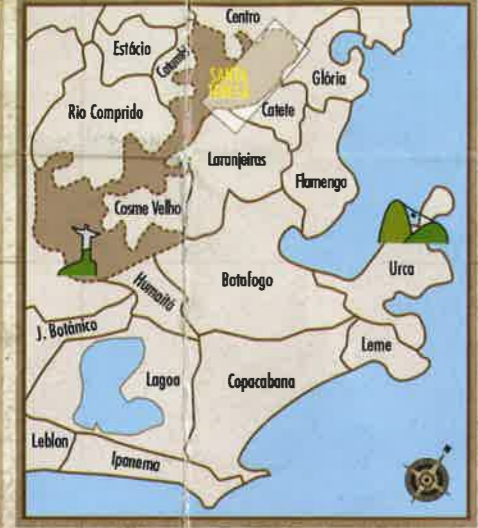 Centro
Estácio
Catumbi
SANTA
TEREZA
Glória
Rio Comprido
Catete
Laranjeiras
Flamengo
Cosme Velho
Urca
Humaitá
Botafogo
J. Botânico
Leme
Lagoa
Copacabana
Leblon
Ipanema